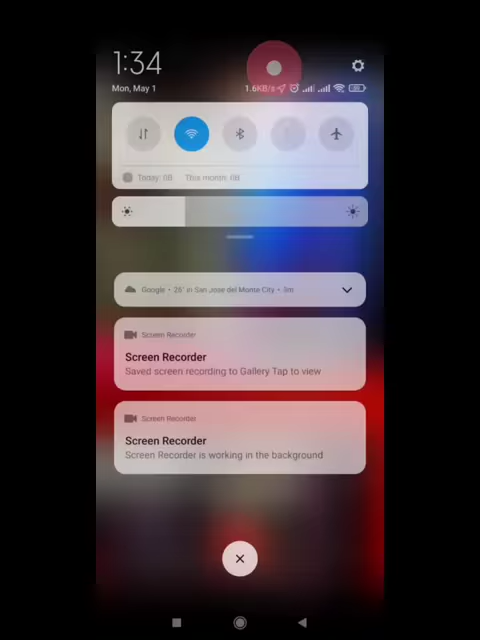 1:34
Mon, May 1
1.6KB/s
Today: 0B This month: 0B
Google • 26° in San Jose del Monte City • 3m
Screen Recorder
Screen Recorder
Saved screen recording to Gallery Tap to view
Screen Recorder
Screen Recorder
Screen Recorder is working in the background